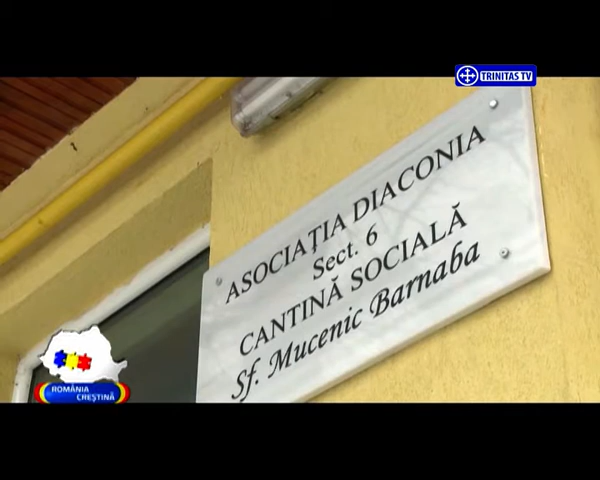 TRINITAS TV
ASOCIAȚIA DIACONIA
Sect. 6
CANTINĂ SOCIALĂ
Sf. Mucenic Barnaba
ROMÂNIA
CREȘTINĂ